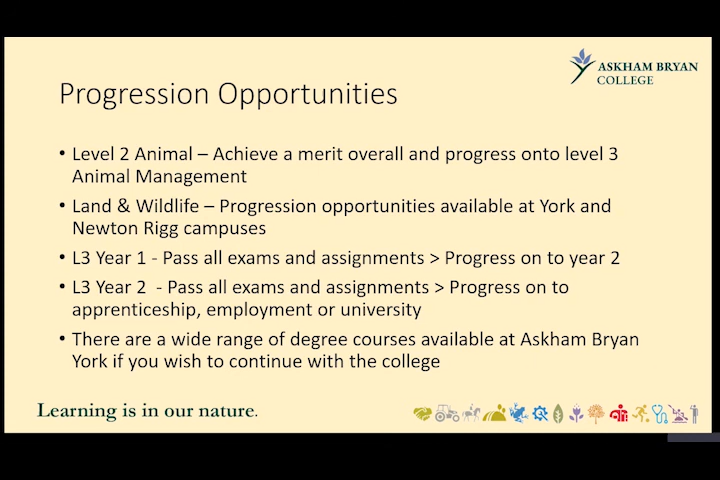 ASKHAM BRYAN
COLLEGE
Progression Opportunities
• Level 2 Animal – Achieve a merit overall and progress onto level 3
Animal Management
• Land & Wildlife – Progression opportunities available at York and
Newton Rigg campuses
• L3 Year 1 - Pass all exams and assignments > Progress on to year 2
• L3 Year 2  - Pass all exams and assignments > Progress on to
apprenticeship, employment or university
• There are a wide range of degree courses available at Askham Bryan
York if you wish to continue with the college
Learning is in our nature.